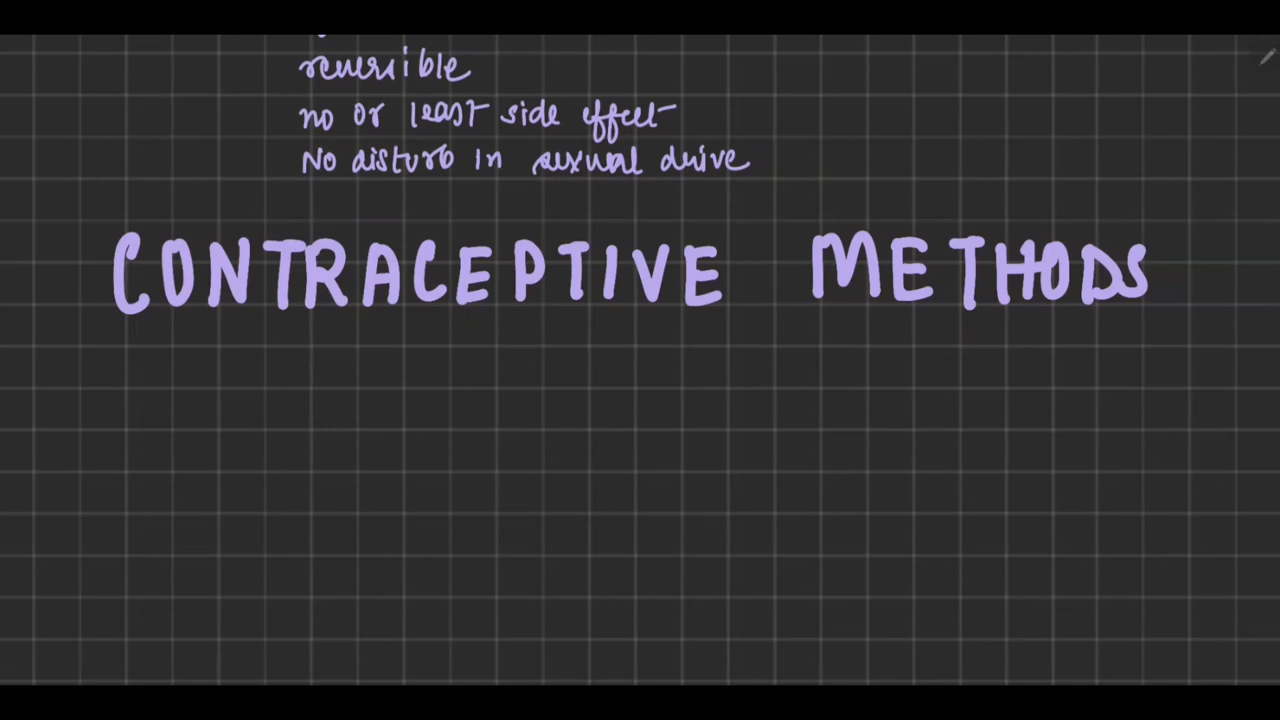 reversible
no or least side effect
No disturb in sexual drive
CONTRACEPTIVE METHODS